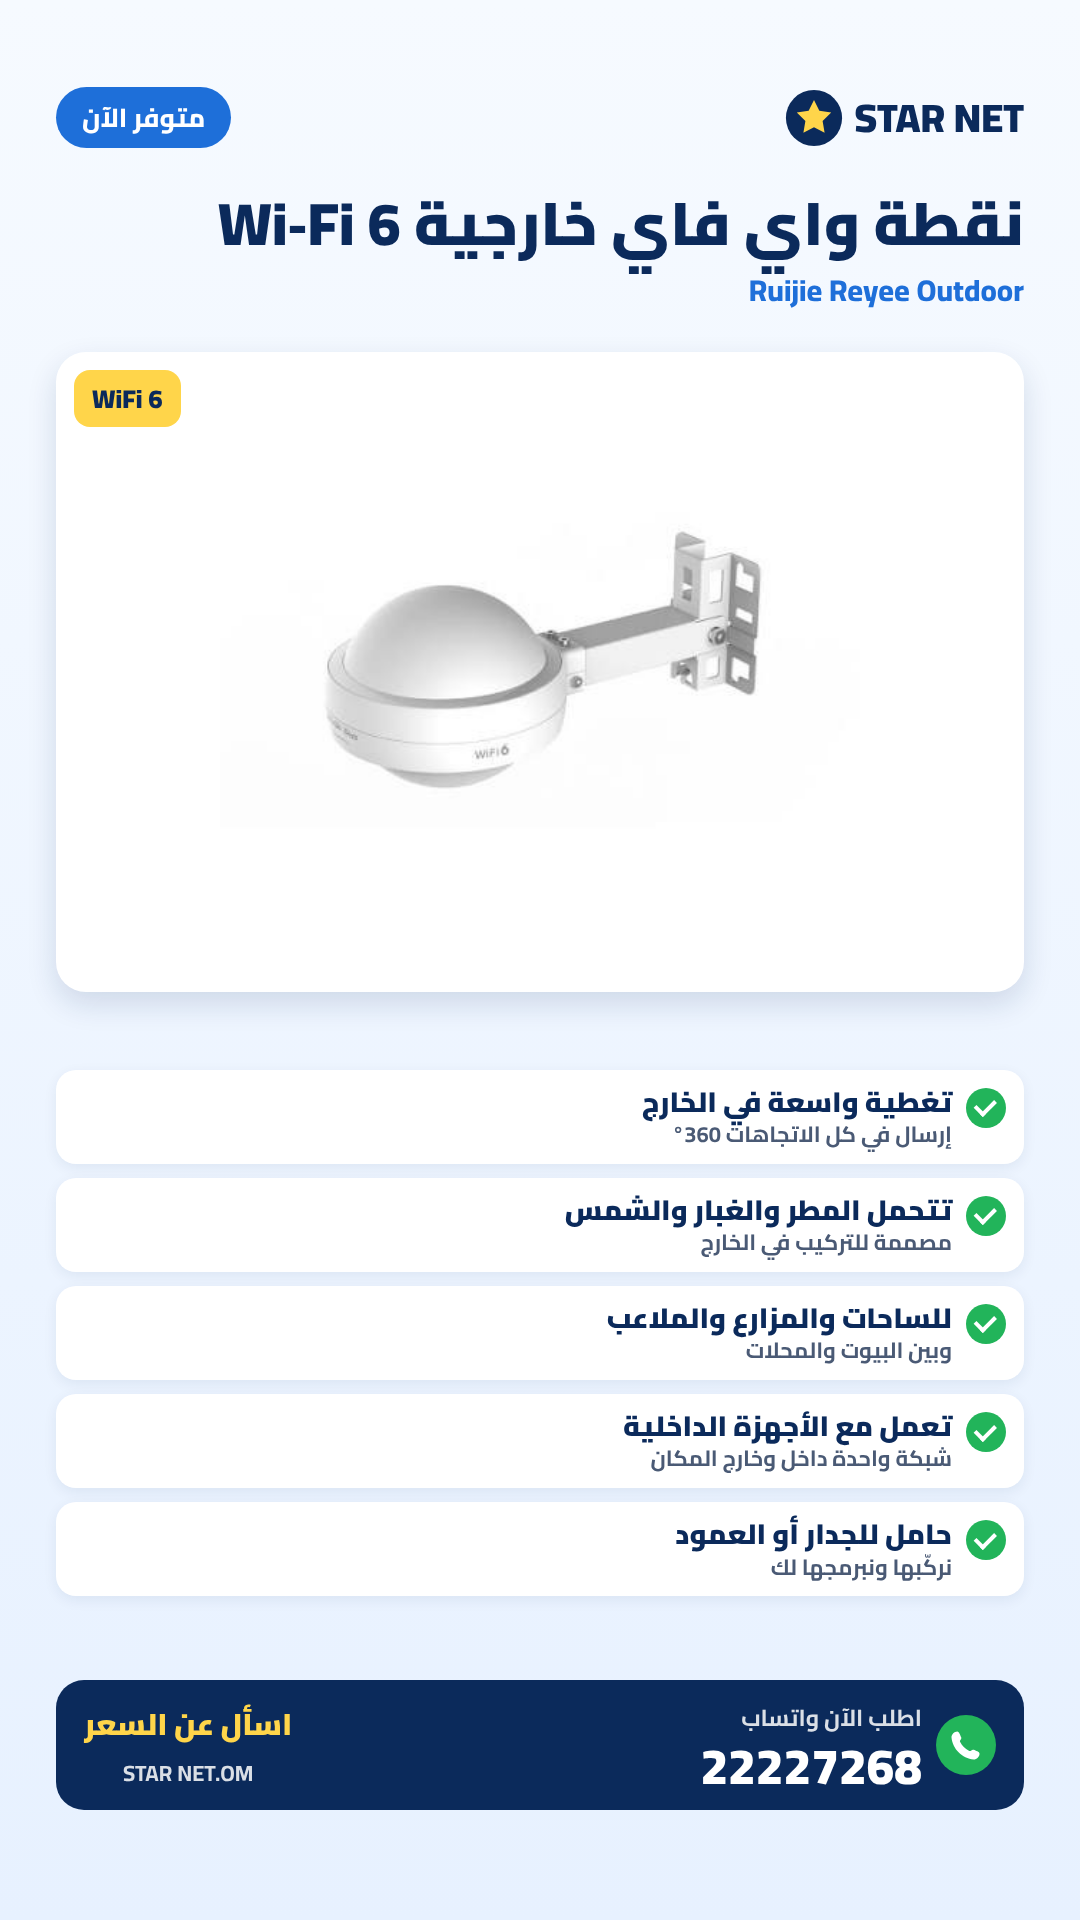 STAR NET
متوفر الآن
نقطة واي فاي خارجية Wi-Fi 6
Ruijie Reyee Outdoor
WiFi 6
WiFi6
تغطية واسعة في الخارج
إرسال في كل الاتجاهات 360°
تتحمل المطر والغبار والشمس
مصممة للتركيب في الخارج
للساحات والمزارع والملاعب
وبين البيوت والمحلات
تعمل مع الأجهزة الداخلية
شبكة واحدة داخل وخارج المكان
حامل للجدار أو العمود
نركّبها ونبرمجها لك
اطلب الآن واتساب
22227268
اسأل عن السعر
STAR NET.OM